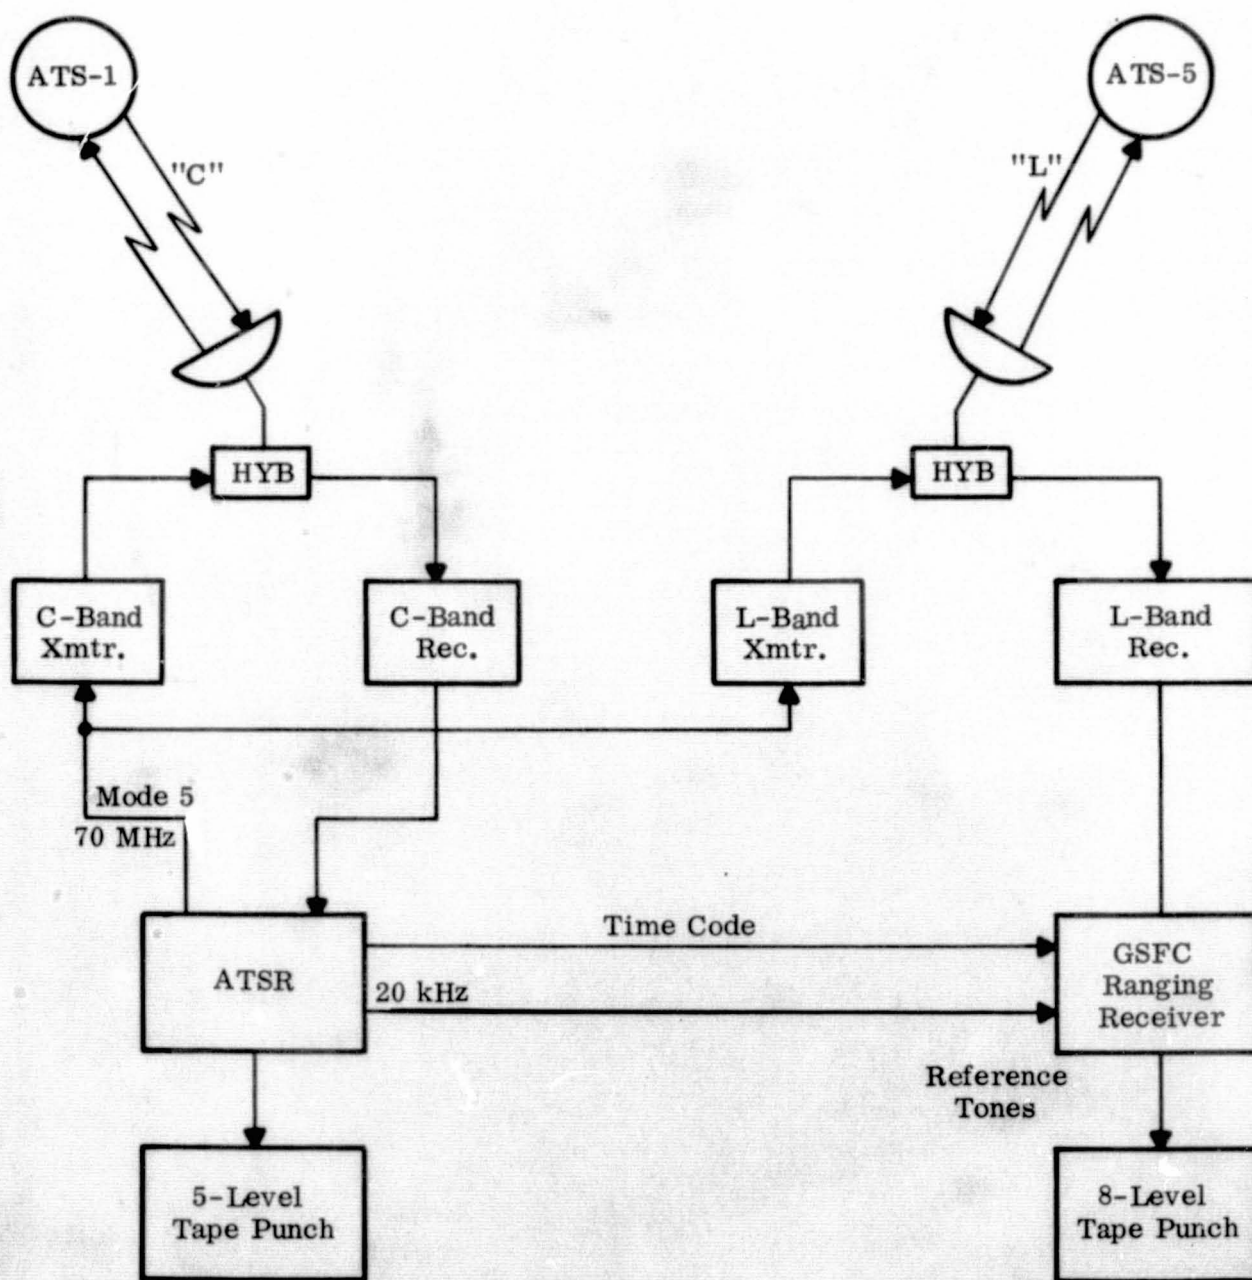 ATS-1
ATS-5
"C"
"L"
HYB
HYB
C-Band
Xmtr.
C-Band
Rec.
L-Band
Xmtr.
L-Band
Rec.
Mode 5
70 MHz
Time Code
ATSR
20 kHz
GSFC
Ranging
Receiver
Reference
Tones
5-Level
Tape Punch
8-Level
Tape Punch